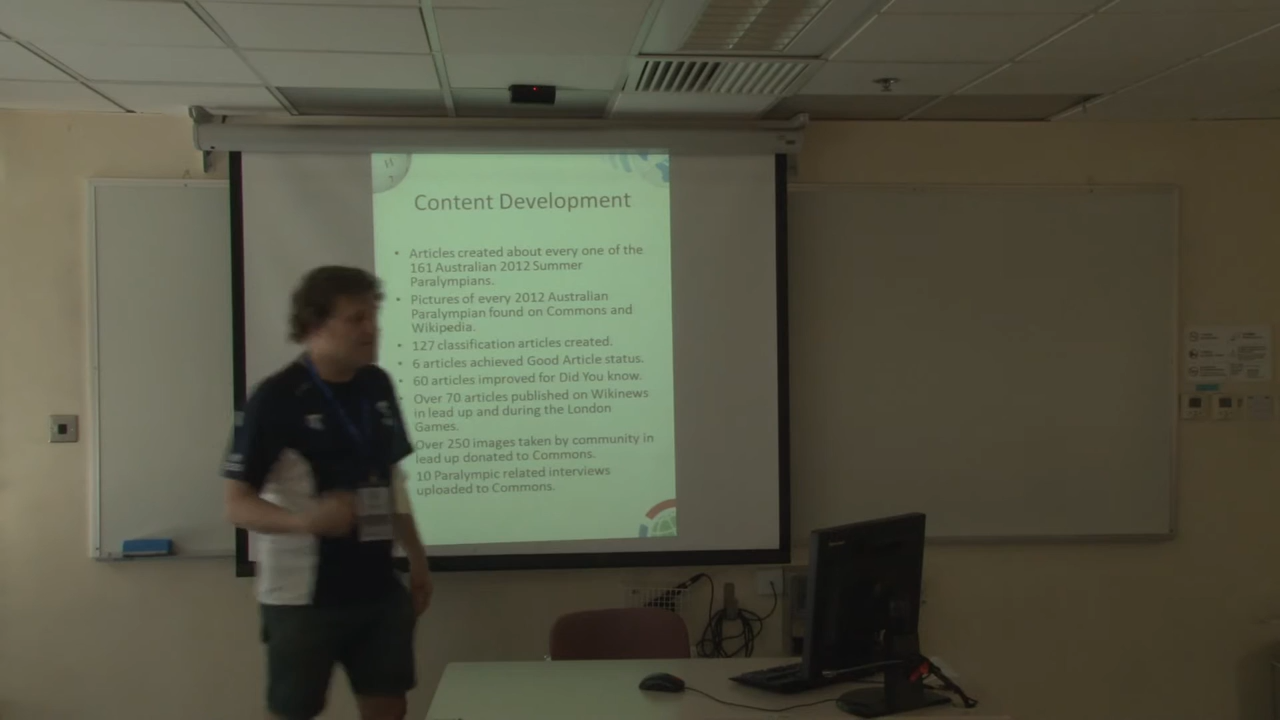 Content Development
• Articles created about every one of the
161 Australian 2012 Summer
Paralympians.
• Pictures of every 2012 Australian
Paralympian found on Commons and
Wikipedia.
• 127 classification articles created.
• 6 articles achieved Good Article status.
• 60 articles improved for Did You know.
Over 70 articles published on Wikinews
in lead up and during the London
Games.
Over 250 images taken by community in
lead up donated to Commons.
10 Paralympic related interviews
uploaded to Commons.